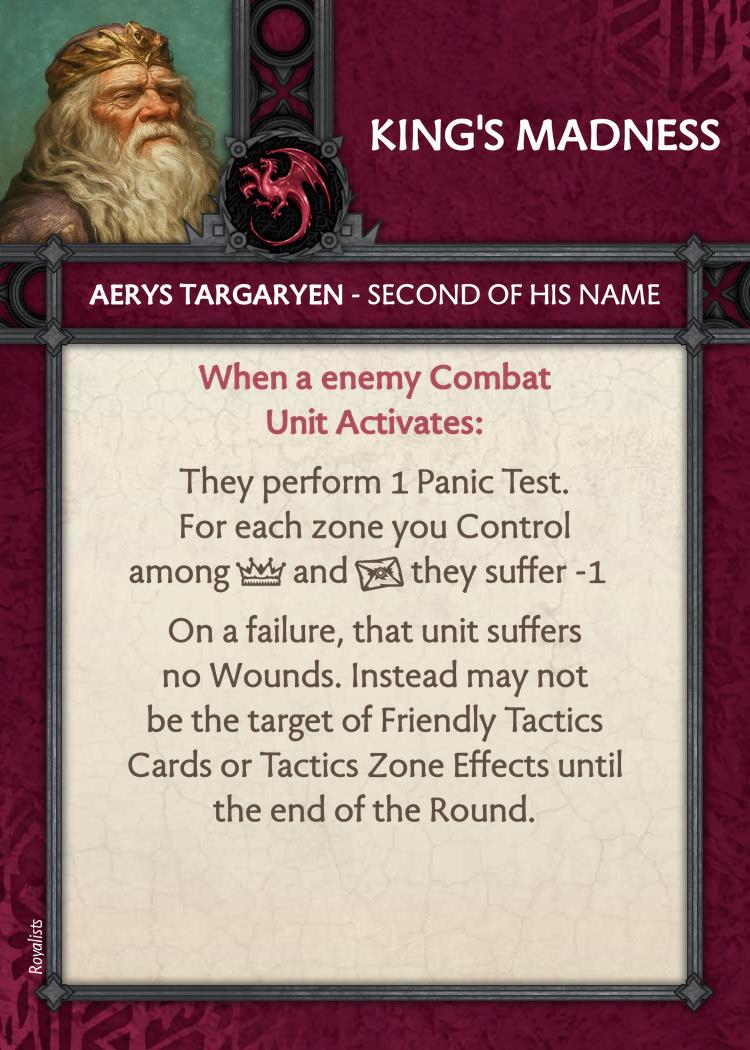 KING'S MADNESS
AERYS TARGARYEN - SECOND OF HIS NAME
When a enemy Combat
Unit Activates:
They perform 1 Panic Test.
For each zone you Control
among and they suffer -1
On a failure, that unit suffers
no Wounds. Instead may not
be the target of Friendly Tactics
Cards or Tactics Zone Effects until
the end of the Round.
Royalists